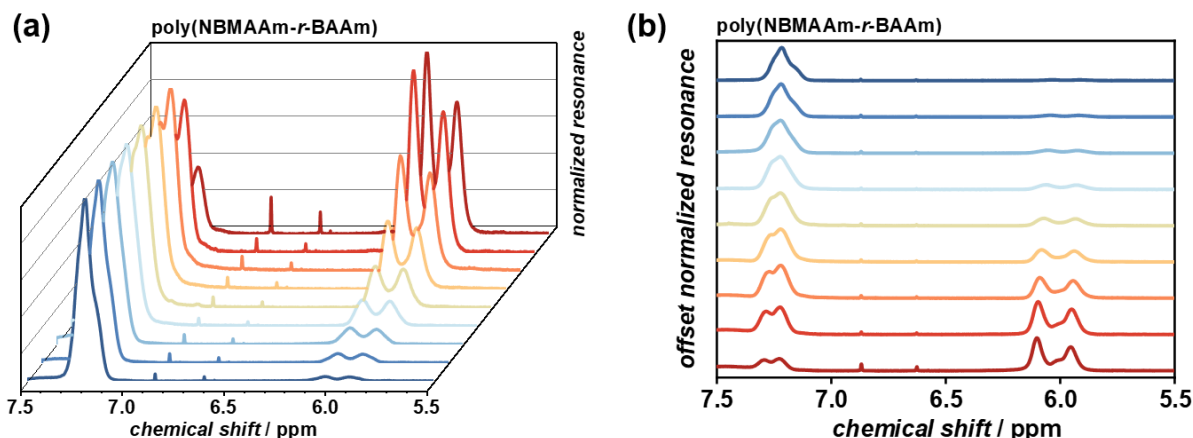 (a)
poly(NBMAAm-r-BAAm)
normalized resonance
7.5 7.0 6.5 6.0 5.5
chemical shift / ppm
(b)
poly(NBMAAm-r-BAAm)
offset normalized resonance
7.5 7.0 6.5 6.0 5.5
chemical shift / ppm